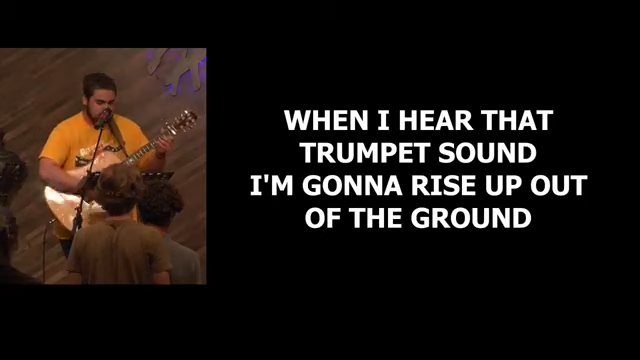 WHEN I HEAR THAT
TRUMPET SOUND
I'M GONNA RISE UP OUT
OF THE GROUND